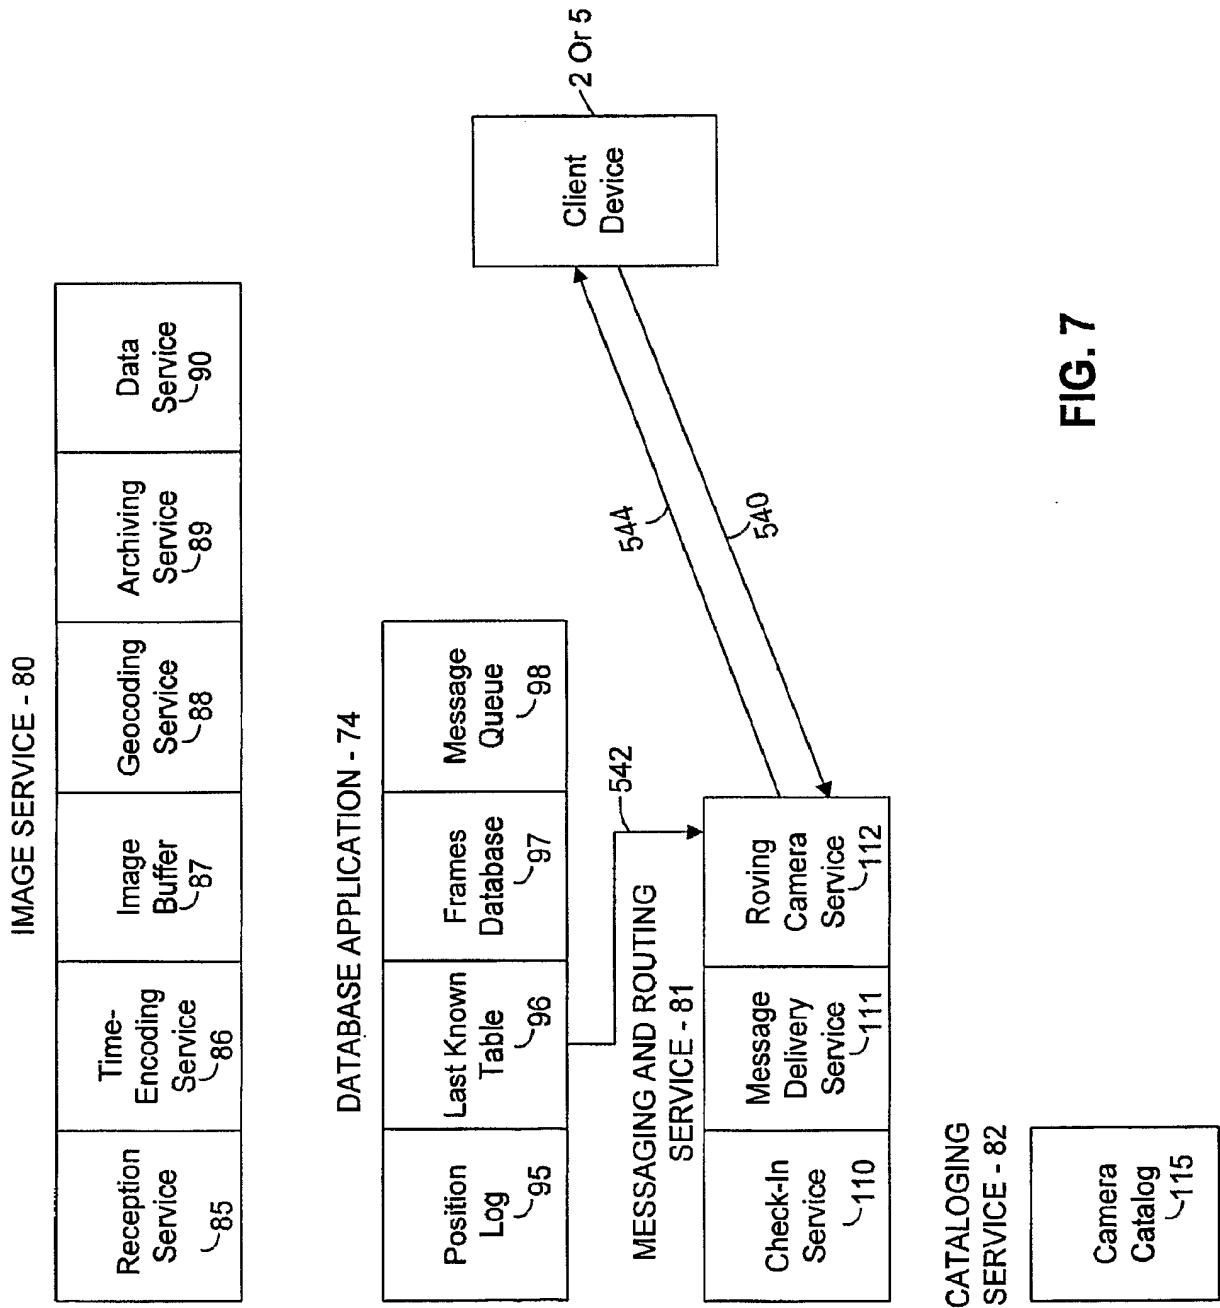 IMAGE SERVICE - 80
Reception
Service
85
Time-
Encoding
Service
86
Image
Buffer
87
Geocoding
Service
88
Archiving
Service
89
Data
Service
90
DATABASE APPLICATION - 74
Position
Log
95
Last Known
Table
96
Frames
Database
97
Message
Queue
98
542
MESSAGING AND ROUTING
SERVICE - 81
Check-In
Service
110
Message
Delivery
Service
111
Roving
Camera
Service
112
544
540
Client
Device
2 Or 5
CATALOGING
SERVICE - 82
Camera
Catalog
115
FIG. 7